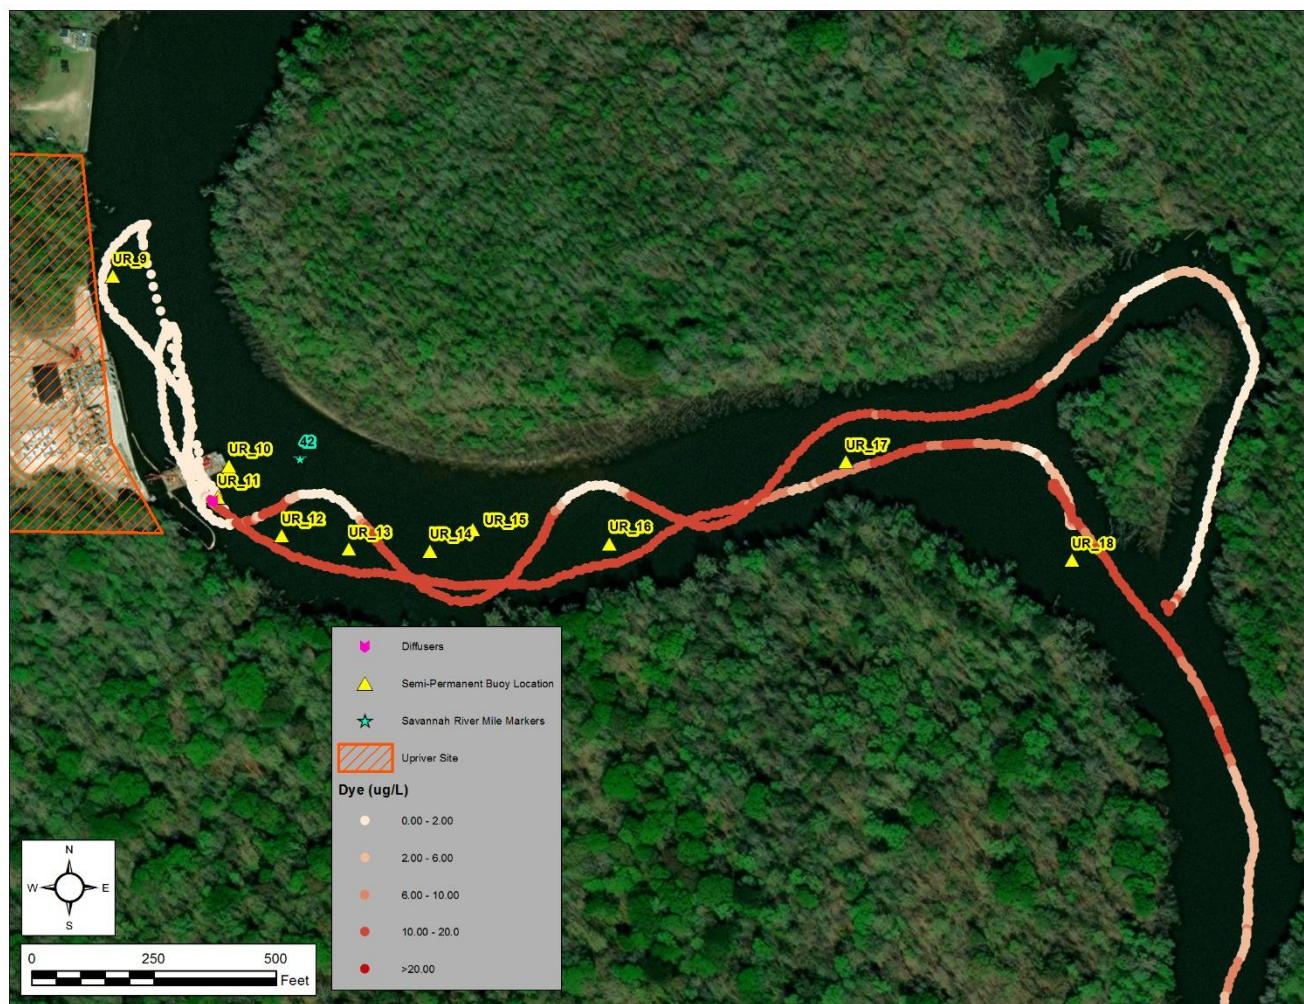 UR_9
42
UR_10
UR_11
UR_12
UR_13
UR_14
UR_15
UR_16
UR_17
UR_18
Diffusers
Semi-Permanent Buoy Location
Savannah River Mile Markers
Upriver Site
Dye (ug/L)
0.00 - 2.00
2.00 - 6.00
6.00 - 10.00
10.00 - 20.0
>20.00
N
W E
S
0 250 500
Feet